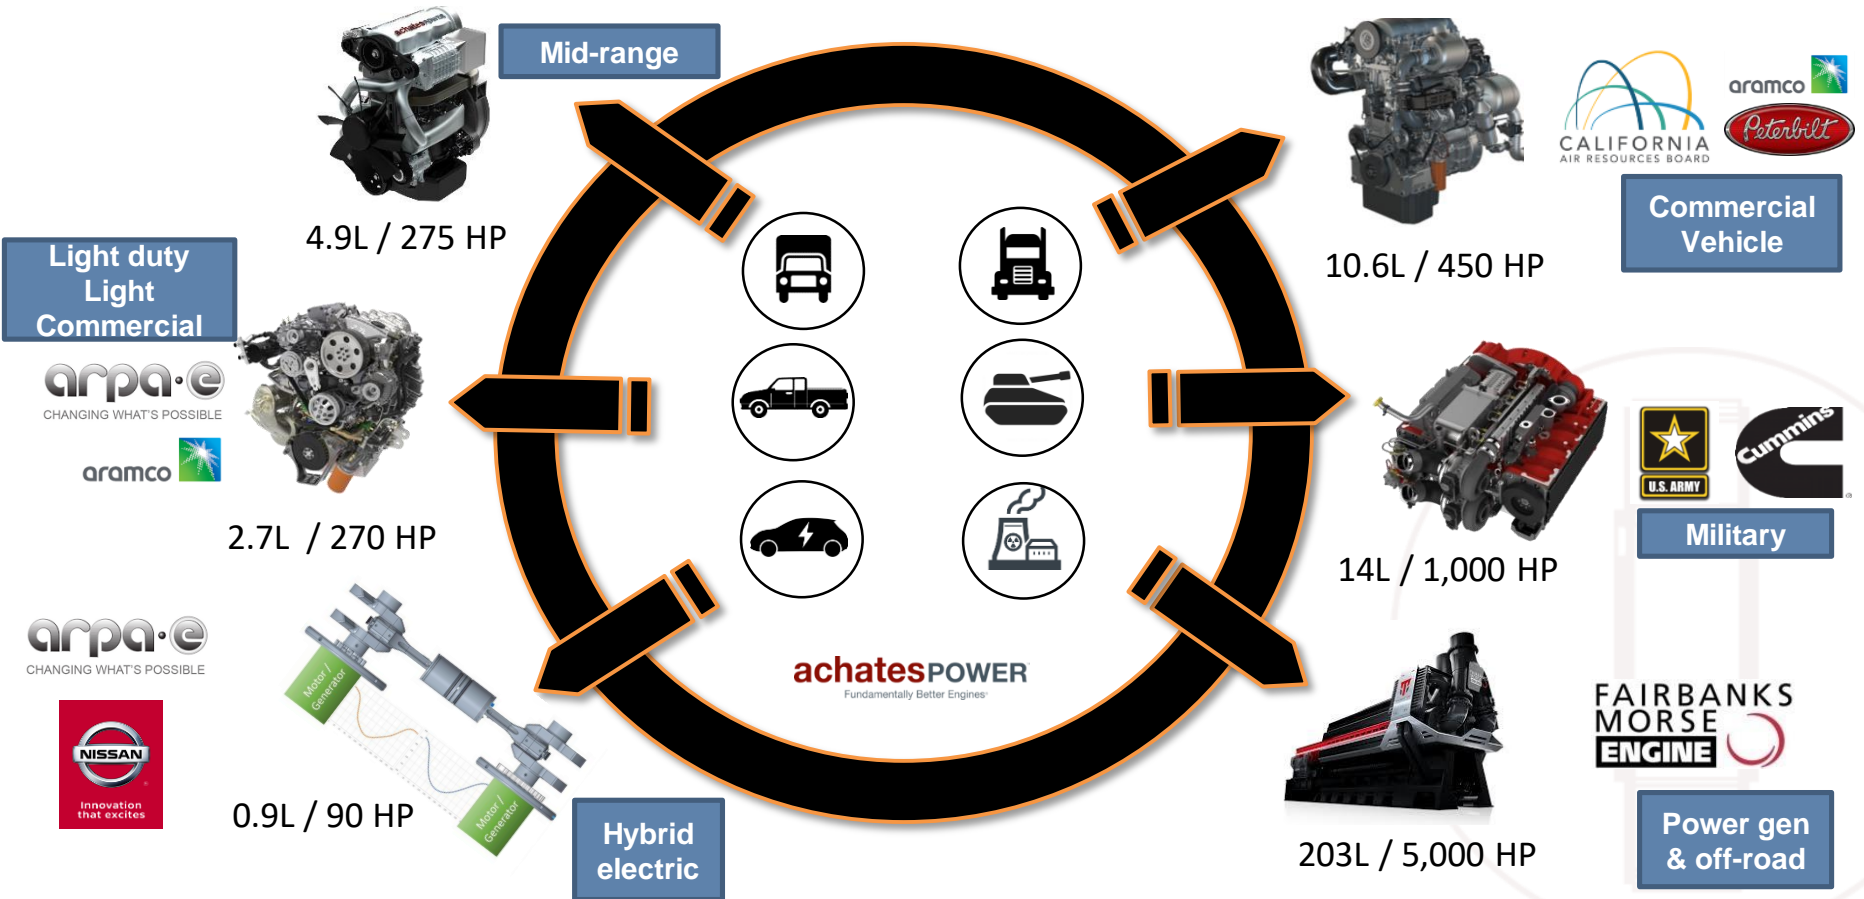 achatesPOWER
Mid-range
4.9L / 275 HP
Light duty
Light
Commercial
arpa·e
CHANGING WHAT'S POSSIBLE
aramco
2.7L / 270 HP
arpa·e
CHANGING WHAT'S POSSIBLE
NISSAN
Innovation
that excites
Motor /
Generator
Motor /
Generator
0.9L / 90 HP
Hybrid
electric
achatesPOWER
Fundamentally Better Engines
CALIFORNIA
AIR RESOURCES BOARD
aramco
Peterbilt
Commercial
Vehicle
10.6L / 450 HP
U.S. ARMY
Cummins
Military
14L / 1,000 HP
FAIRBANKS
MORSE
ENGINE
203L / 5,000 HP
Power gen
& off-road